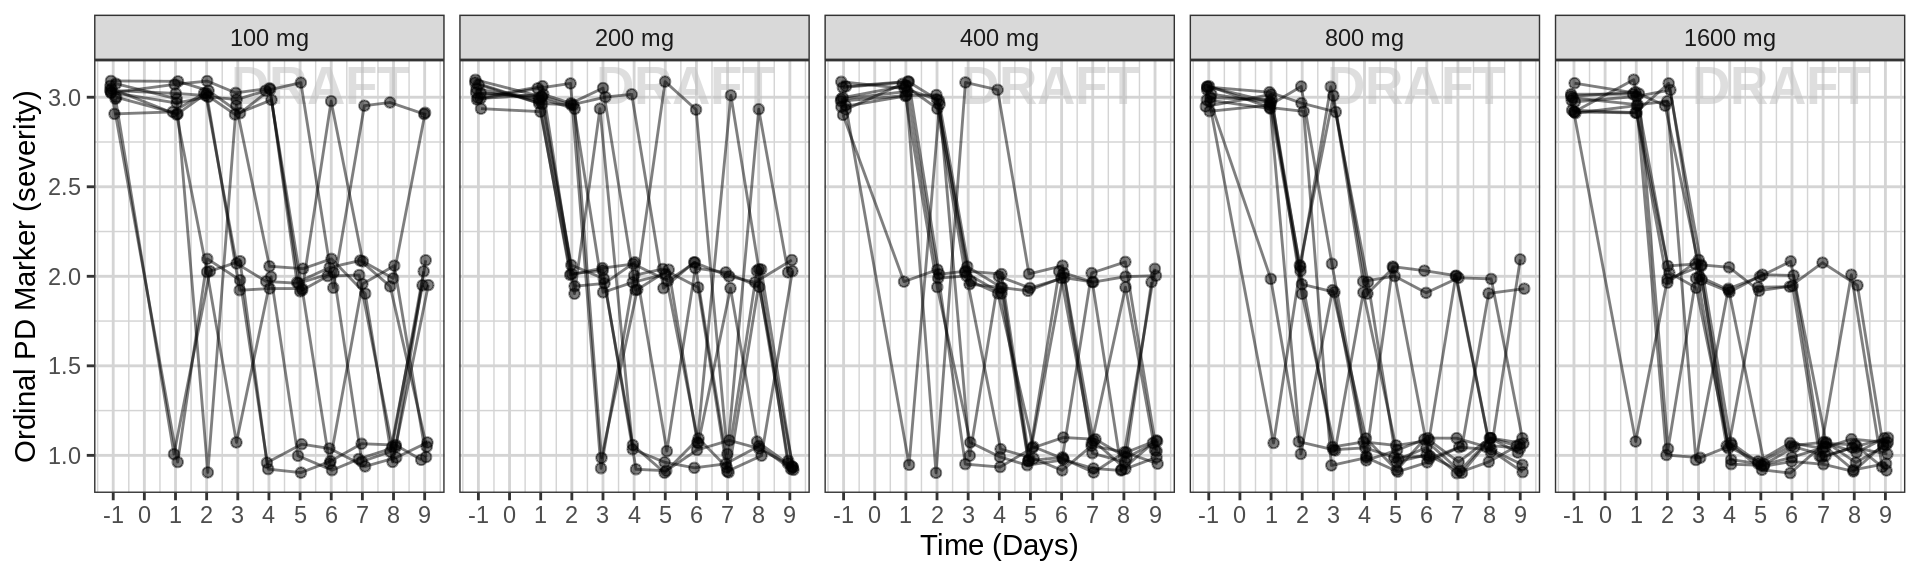 100 mg 200 mg 400 mg 800 mg 1600 mg
DRAFT DRAFT DRAFT DRAFT DRAFT
Ordinal PD Marker (severity)
3.0
2.5
2.0
1.5
1.0
-1 0 1 2 3 4 5 6 7 8 9 -1 0 1 2 3 4 5 6 7 8 9 -1 0 1 2 3 4 5 6 7 8 9 -1 0 1 2 3 4 5 6 7 8 9 -1 0 1 2 3 4 5 6 7 8 9
Time (Days)